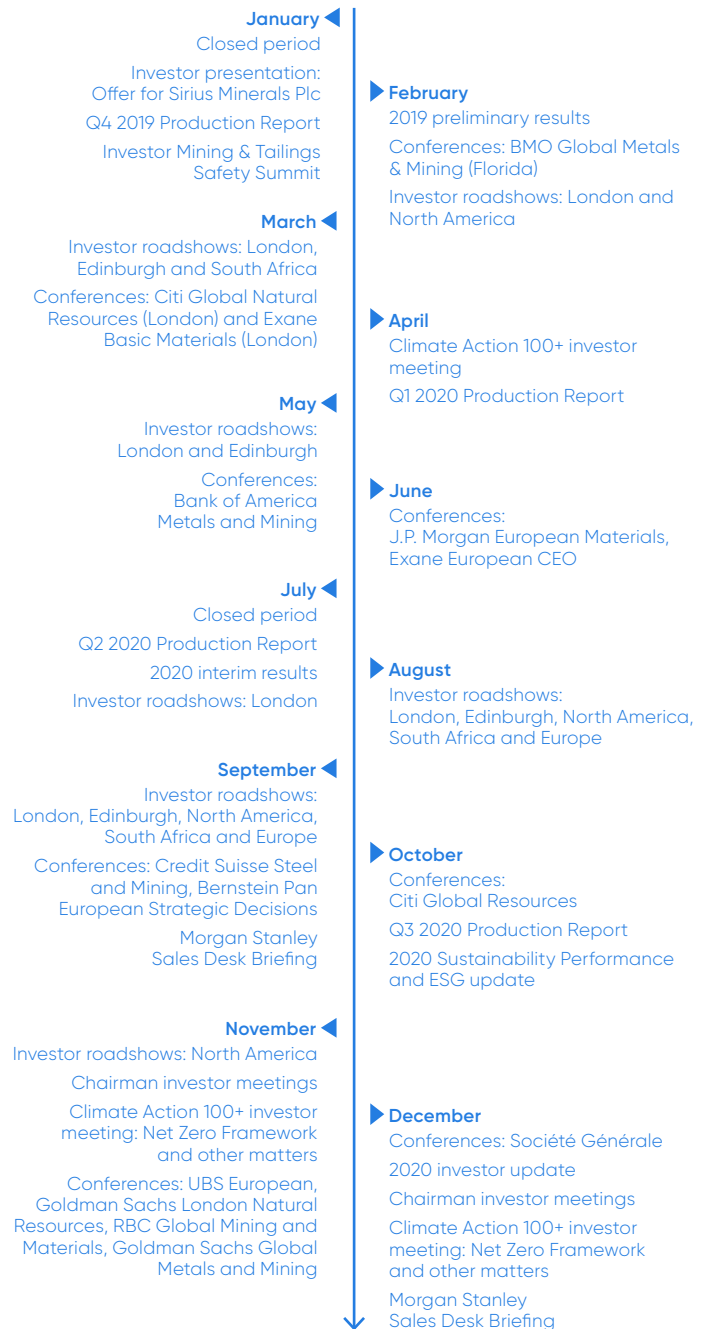 January
Closed period
Investor presentation:
Offer for Sirius Minerals Plc
Q4 2019 Production Report
Investor Mining & Tailings
Safety Summit
February
2019 preliminary results
Conferences: BMO Global Metals
& Mining (Florida)
Investor roadshows: London and
North America
March
Investor roadshows: London,
Edinburgh and South Africa
Conferences: Citi Global Natural
Resources (London) and Exane
Basic Materials (London)
April
Climate Action 100+ investor
meeting
Q1 2020 Production Report
May
Investor roadshows:
London and Edinburgh
Conferences:
Bank of America
Metals and Mining
June
Conferences:
J.P. Morgan European Materials,
Exane European CEO
July
Closed period
Q2 2020 Production Report
2020 interim results
Investor roadshows: London
August
Investor roadshows:
London, Edinburgh, North America,
South Africa and Europe
September
Investor roadshows:
London, Edinburgh, North America,
South Africa and Europe
Conferences: Credit Suisse Steel
and Mining, Bernstein Pan
European Strategic Decisions
Morgan Stanley
Sales Desk Briefing
October
Conferences:
Citi Global Resources
Q3 2020 Production Report
2020 Sustainability Performance
and ESG update
November
Investor roadshows: North America
Chairman investor meetings
Climate Action 100+ investor
meeting: Net Zero Framework
and other matters
Conferences: UBS European,
Goldman Sachs London Natural
Resources, RBC Global Mining and
Materials, Goldman Sachs Global
Metals and Mining
December
Conferences: Société Générale
2020 investor update
Chairman investor meetings
Climate Action 100+ investor
meeting: Net Zero Framework
and other matters
Morgan Stanley
Sales Desk Briefing